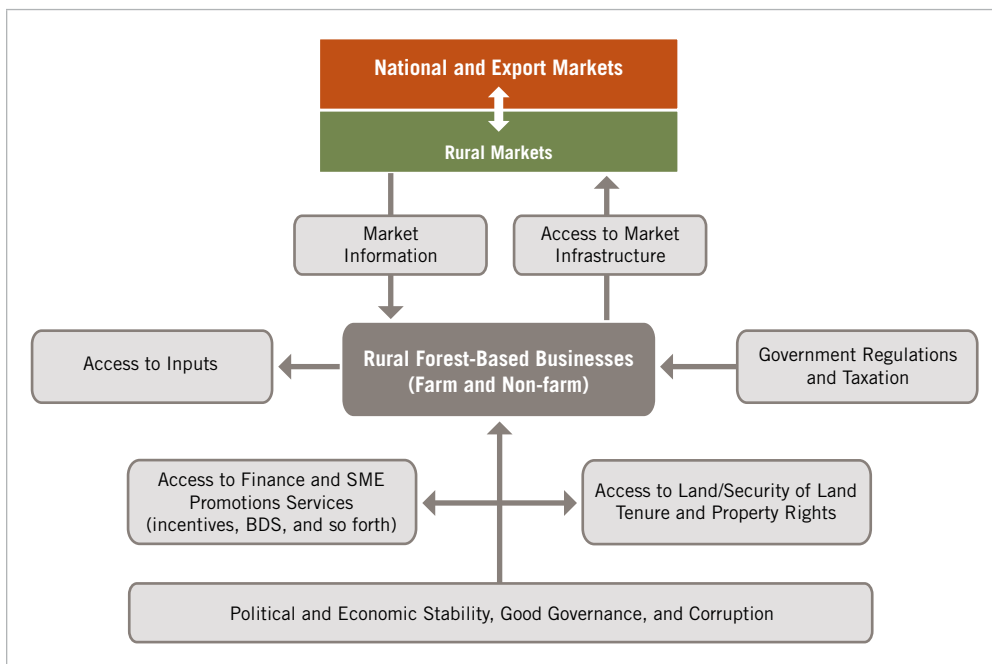 National and Export Markets
Rural Markets
Market
Information
Access to Market
Infrastructure
Access to Inputs
Rural Forest-Based Businesses
(Farm and Non-farm)
Government Regulations
and Taxation
Access to Finance and SME
Promotions Services
(incentives, BDS, and so forth)
Access to Land/Security of Land
Tenure and Property Rights
Political and Economic Stability, Good Governance, and Corruption